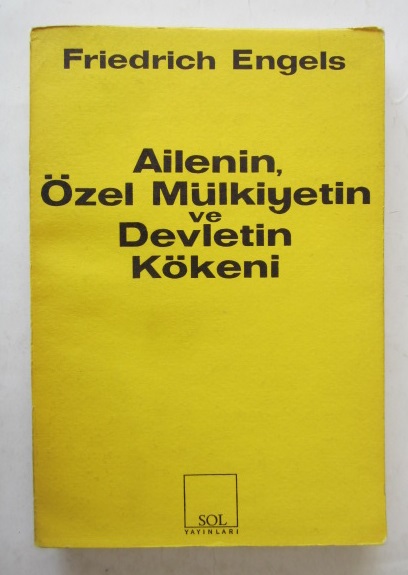 Friedrich Engels
Ailenin,
Özel Mülkiyetin
ve
Devletin
Kökeni
SOL
YAYINLARI